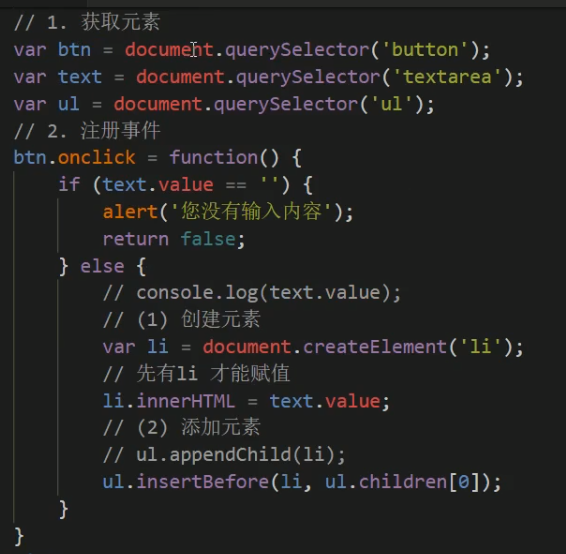 // 1. 获取元素
var btn = document.querySelector('button');
var text = document.querySelector('textarea');
var ul = document.querySelector('ul');
// 2. 注册事件
btn.onclick = function() {
if (text.value == '') {
alert('您没有输入内容');
return false;
} else {
// console.log(text.value);
// (1) 创建元素
var li = document.createElement('li');
// 先有li 才能赋值
li.innerHTML = text.value;
// (2) 添加元素
// ul.appendChild(li);
ul.insertBefore(li, ul.children[0]);
}
}